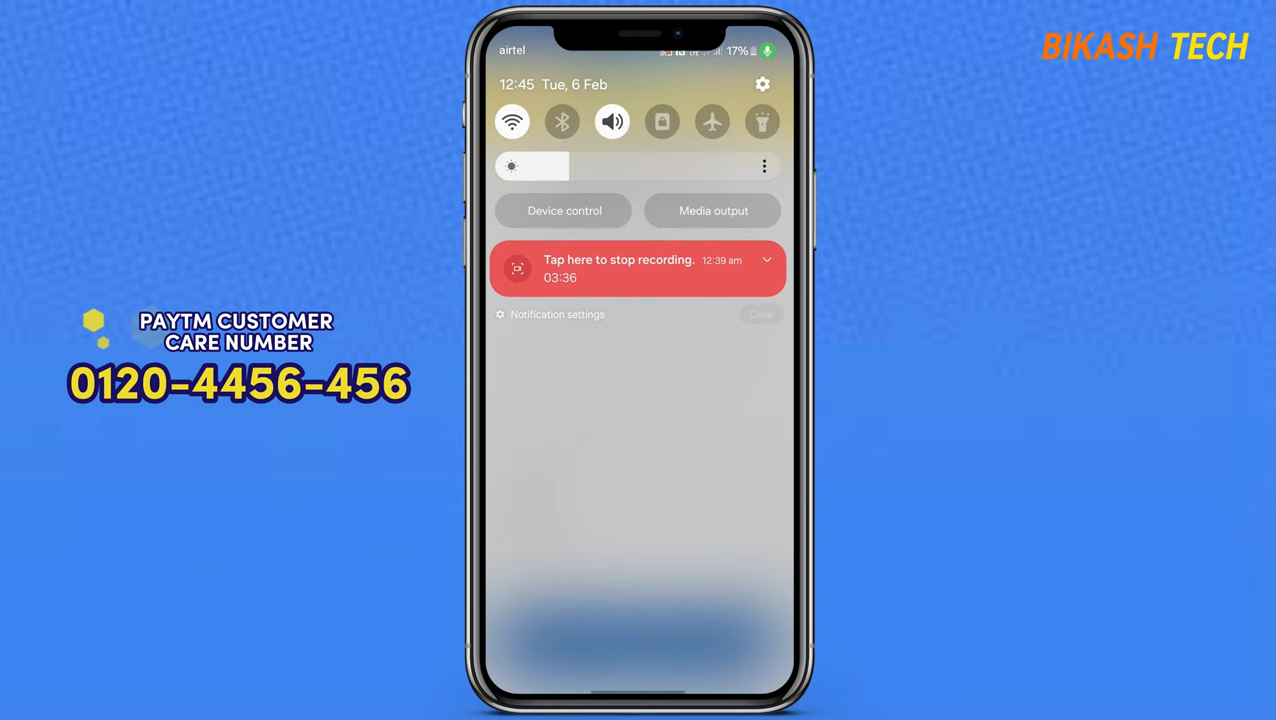 BIKASH TECH
airtel
17%
12:45 Tue, 6 Feb
Device control Media output
Tap here to stop recording. 12:39 am
03:36
Notification settings Clear
PAYTM CUSTOMER
CARE NUMBER
0120-4456-456